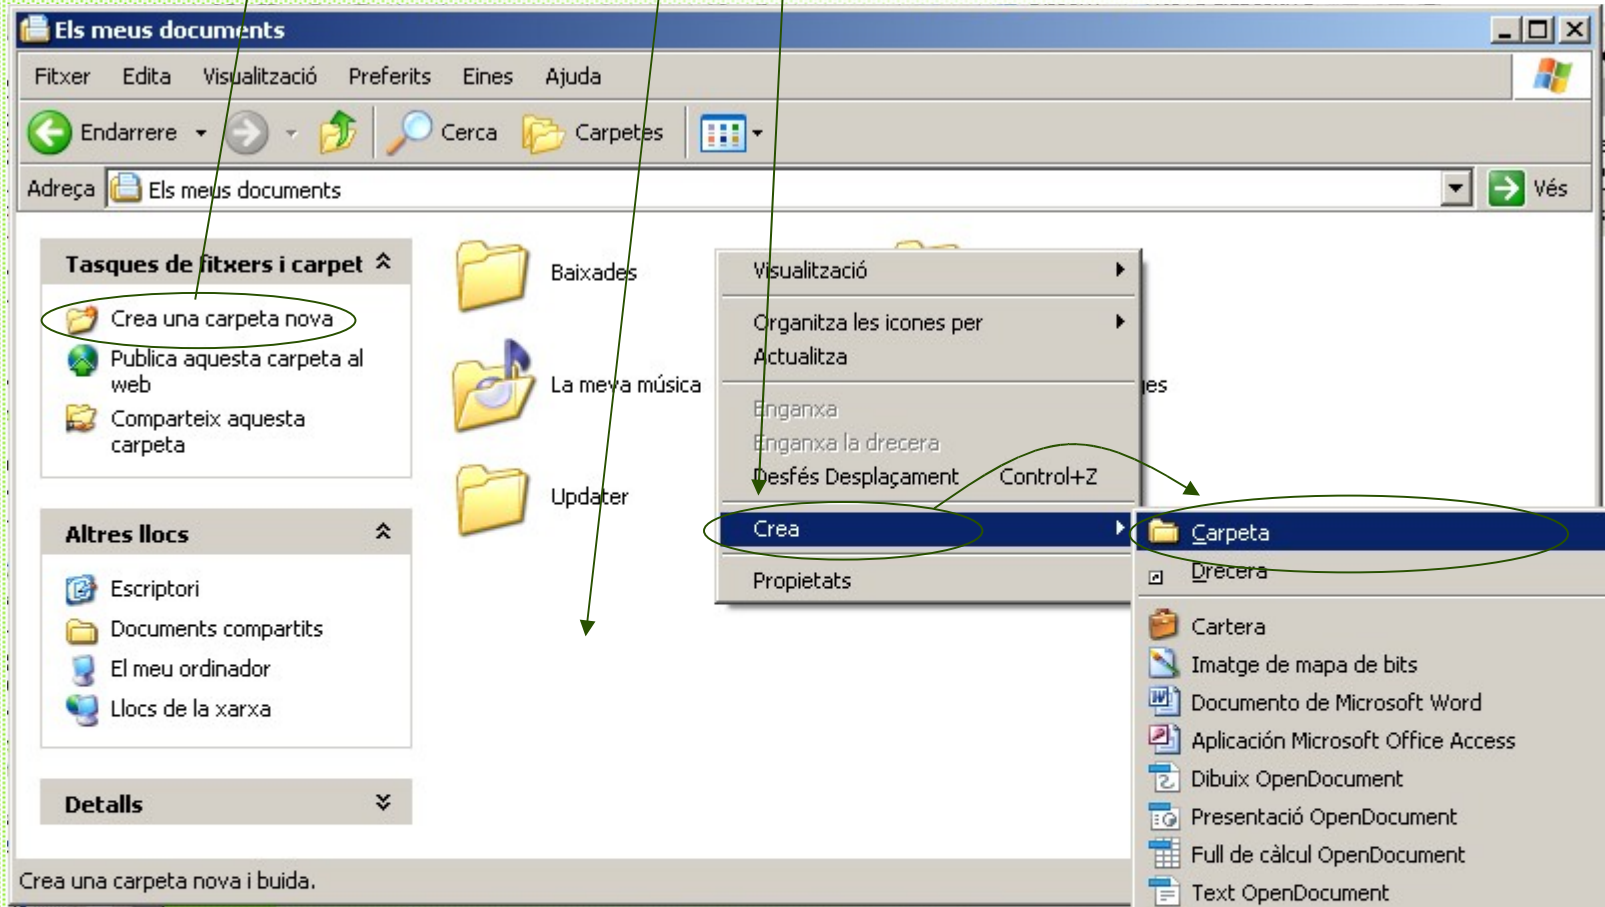 Els meus documents
Fitxer Edita Visualització Preferits Eines Ajuda
Endarrere Cerca Carpetes
Adreça Els meus documents Vés
Tasques de fitxers i carpet
Crea una carpeta nova
Publica aquesta carpeta al
web
Comparteix aquesta
carpeta
Altres llocs
Escriptori
Documents compartits
El meu ordinador
Llocs de la xarxa
Detalls
Baixades
La meva música
Updater
ges
Visualització
Organitza les icones per
Actualitza
Enganxa
Enganxa la drecera
Desfés Desplaçament Control+Z
Crea
Propietats
Carpeta
Drecera
Cartera
Imatge de mapa de bits
Documento de Microsoft Word
Aplicación Microsoft Office Access
Dibuix OpenDocument
Presentació OpenDocument
Full de càlcul OpenDocument
Text OpenDocument
Crea una carpeta nova i buida.